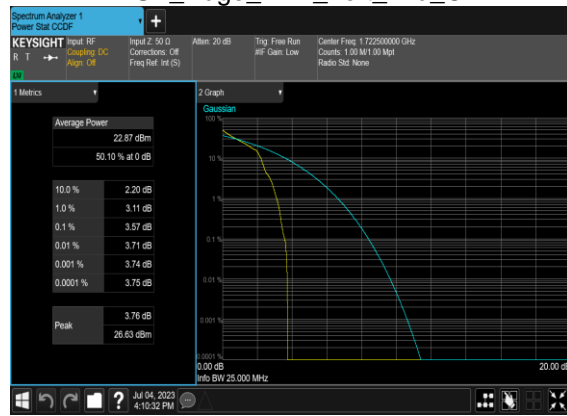 Spectrum Analyzer 1
Power Stat CCDF
+
KEYSIGHT
R T
Input: RF
Coupling: DC
Align: Off
Input Z: 50 Ω
Corrections: Off
Freq Ref: Int (S)
Atten: 20 dB
Trig: Free Run
#IF Gain: Low
Center Freq: 1.722500000 GHz
Counts: 1.00 M/1.00 Mpt
Radio Std: None
1 Metrics
Average Power
22.87 dBm
50.10 % at 0 dB
10.0 % 2.20 dB
1.0 % 3.11 dB
0.1 % 3.57 dB
0.01 % 3.71 dB
0.001 % 3.74 dB
0.0001 % 3.75 dB
Peak
3.76 dB
26.63 dBm
2 Graph
Gaussian
100 %
10 %
1 %
0.1 %
0.01 %
0.001 %
0.0001 %
0.00 dB
20.00 dB
Info BW 25.000 MHz
?
Jul 04, 2023
4:10:32 PM